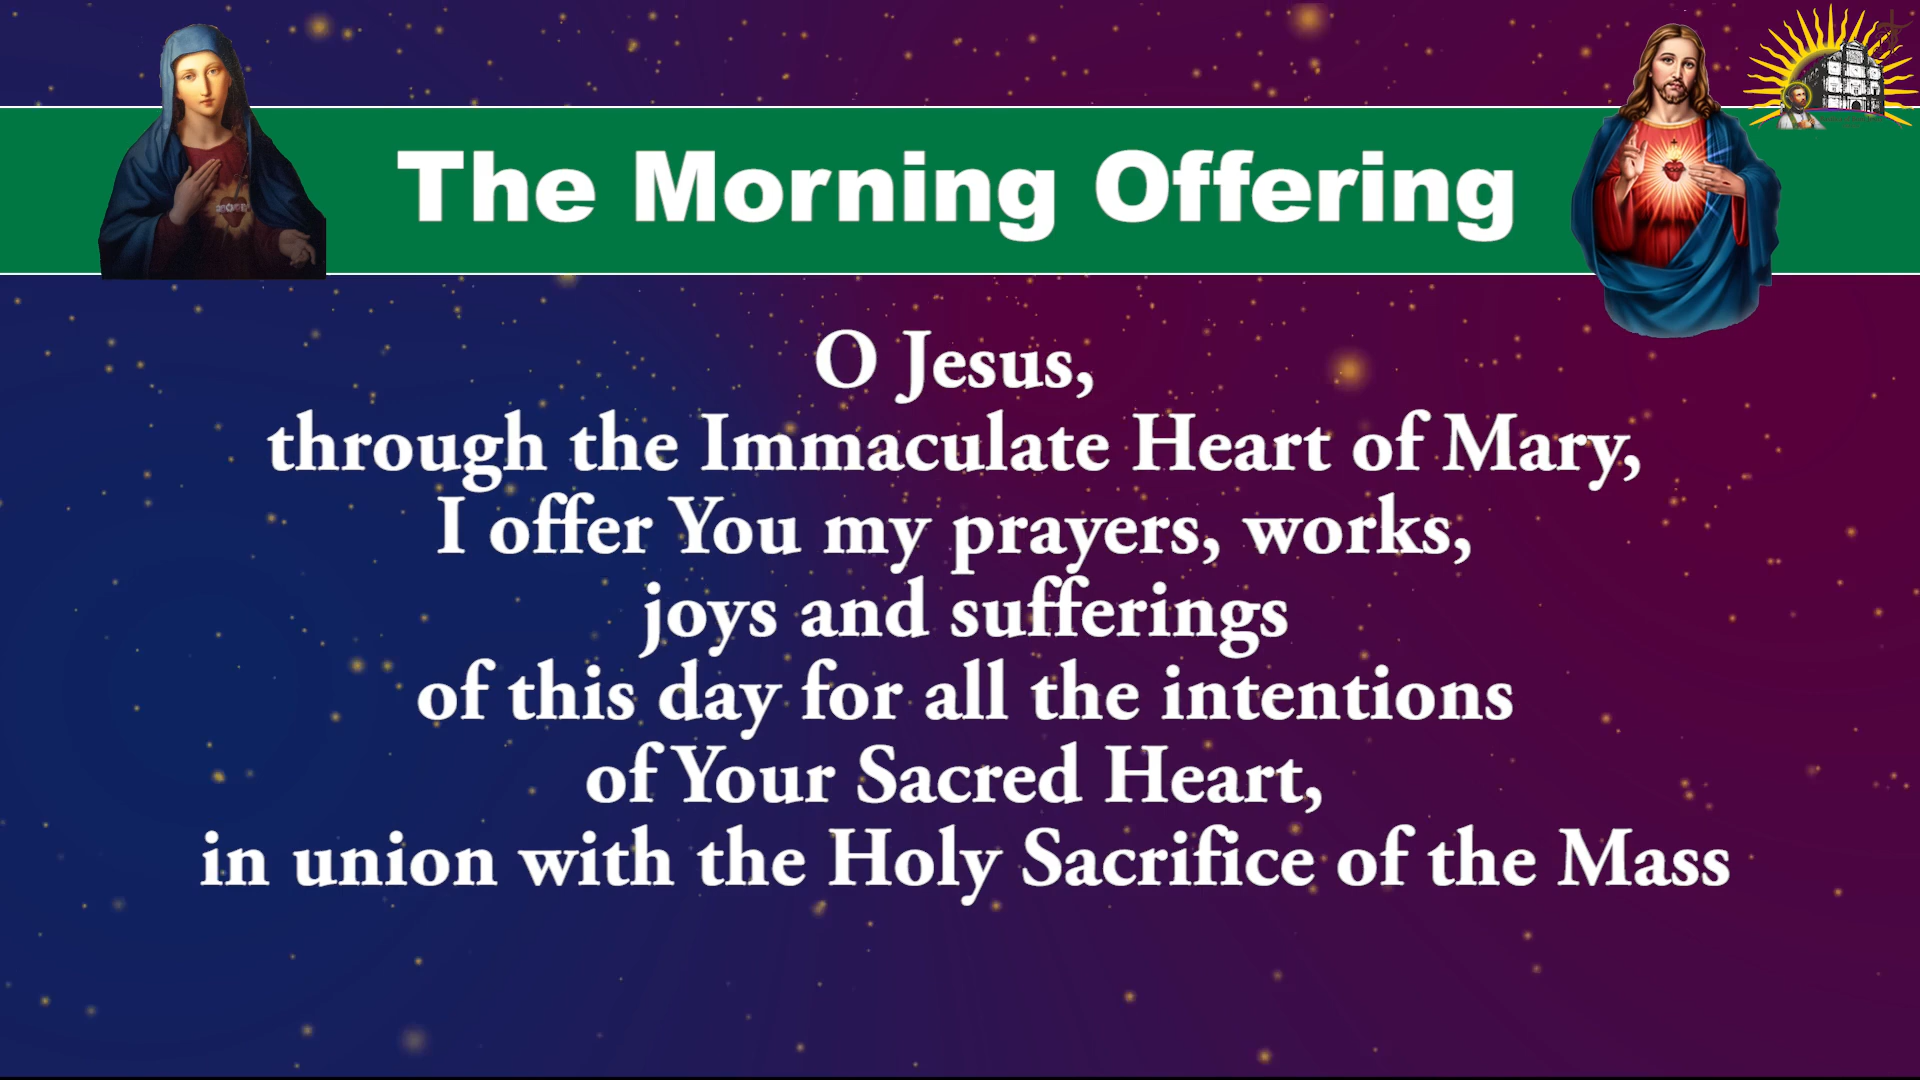 The Morning Offering
O Jesus,
through the Immaculate Heart of Mary,
I offer You my prayers, works,
joys and sufferings
of this day for all the intentions
of Your Sacred Heart,
in union with the Holy Sacrifice of the Mass